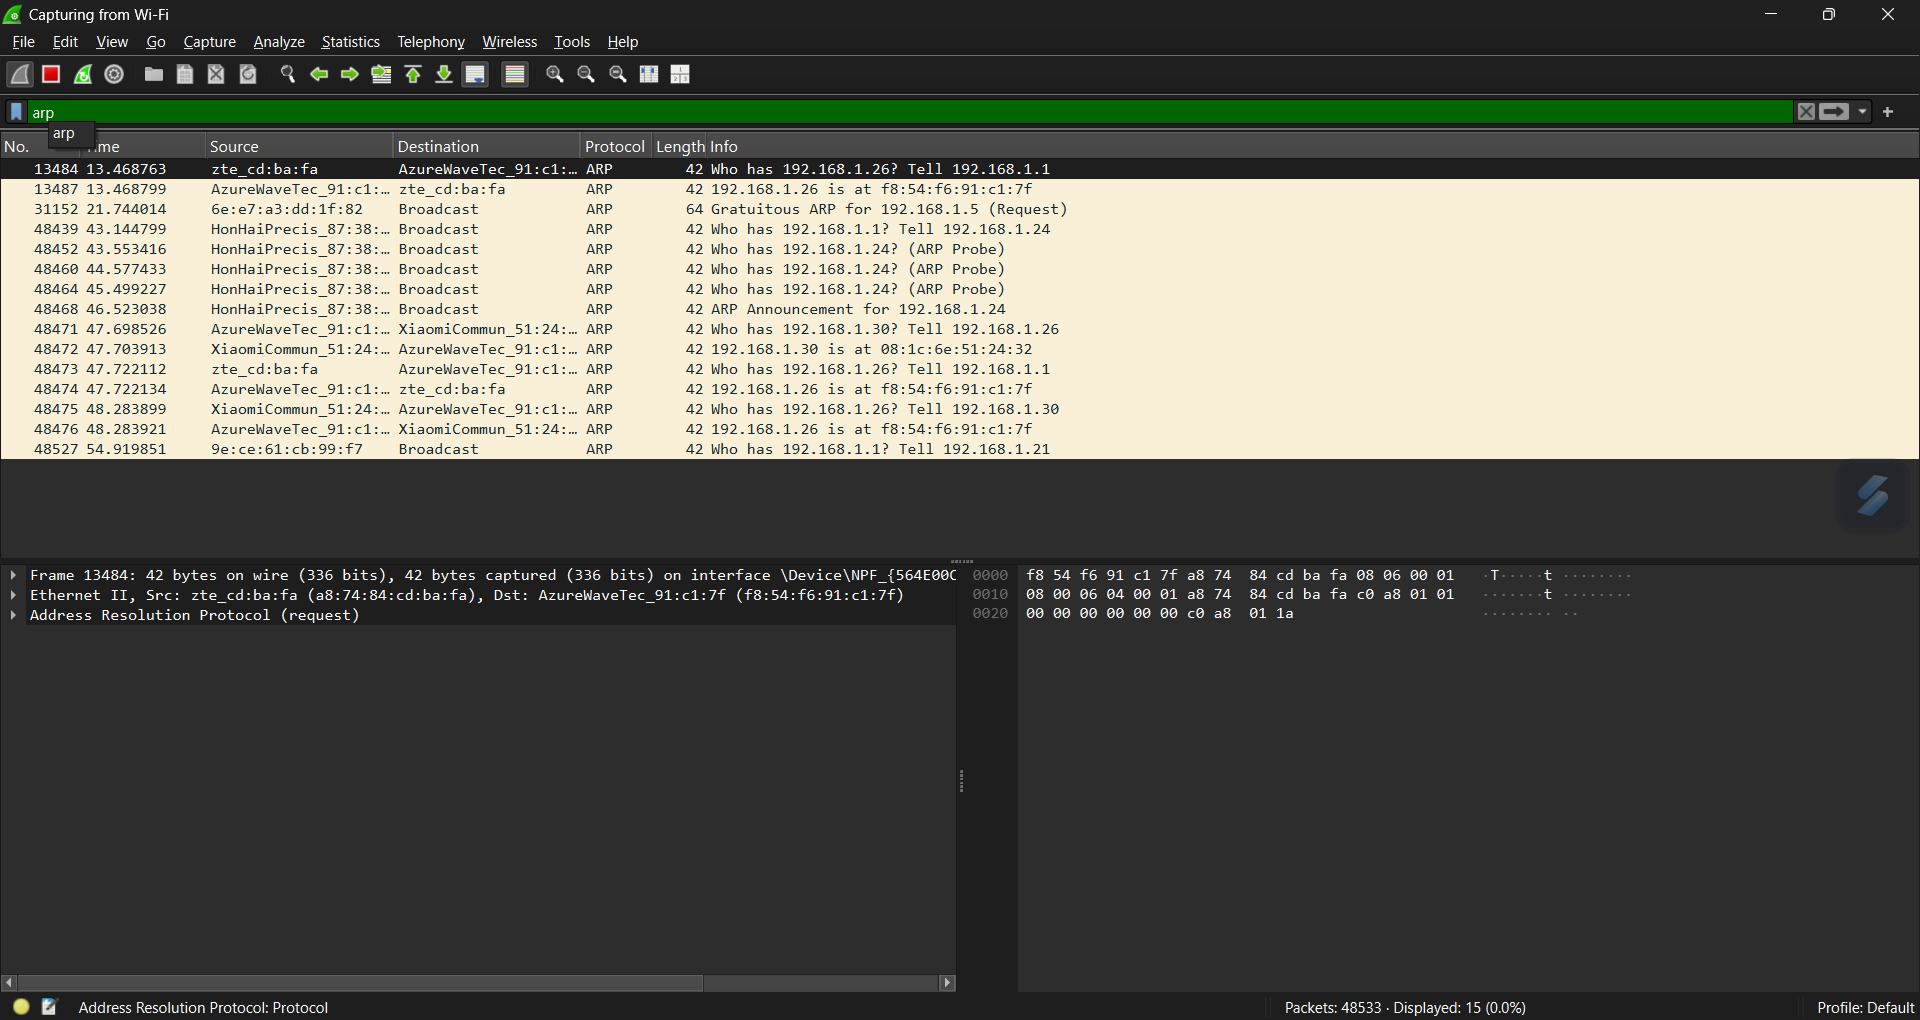 Capturing from Wi-Fi
File Edit View Go Capture Analyze Statistics Telephony Wireless Tools Help
arp
arp
No. Source Destination Protocol Length Info
13484 13.468763 zte_cd:ba:fa AzureWaveTec_91:c1:… ARP 42 Who has 192.168.1.26? Tell 192.168.1.1
13487 13.468799 AzureWaveTec_91:c1:… zte_cd:ba:fa ARP 42 192.168.1.26 is at f8:54:f6:91:c1:7f
31152 21.744014 6e:e7:a3:dd:1f:82 Broadcast ARP 64 Gratuitous ARP for 192.168.1.5 (Request)
48439 43.144799 HonHaiPrecis_87:38:… Broadcast ARP 42 Who has 192.168.1.1? Tell 192.168.1.24
48452 43.553416 HonHaiPrecis_87:38:… Broadcast ARP 42 Who has 192.168.1.24? (ARP Probe)
48460 44.577433 HonHaiPrecis_87:38:… Broadcast ARP 42 Who has 192.168.1.24? (ARP Probe)
48464 45.499227 HonHaiPrecis_87:38:… Broadcast ARP 42 Who has 192.168.1.24? (ARP Probe)
48468 46.523038 HonHaiPrecis_87:38:… Broadcast ARP 42 ARP Announcement for 192.168.1.24
48471 47.698526 AzureWaveTec_91:c1:… XiaomiCommun_51:24:… ARP 42 Who has 192.168.1.30? Tell 192.168.1.26
48472 47.703913 XiaomiCommun_51:24:… AzureWaveTec_91:c1:… ARP 42 192.168.1.30 is at 08:1c:6e:51:24:32
48473 47.722112 zte_cd:ba:fa AzureWaveTec_91:c1:… ARP 42 Who has 192.168.1.26? Tell 192.168.1.1
48474 47.722134 AzureWaveTec_91:c1:… zte_cd:ba:fa ARP 42 192.168.1.26 is at f8:54:f6:91:c1:7f
48475 48.283899 XiaomiCommun_51:24:… AzureWaveTec_91:c1:… ARP 42 Who has 192.168.1.26? Tell 192.168.1.30
48476 48.283921 AzureWaveTec_91:c1:… XiaomiCommun_51:24:… ARP 42 192.168.1.26 is at f8:54:f6:91:c1:7f
48527 54.919851 9e:ce:61:cb:99:f7 Broadcast ARP 42 Who has 192.168.1.1? Tell 192.168.1.21
Frame 13484: 42 bytes on wire (336 bits), 42 bytes captured (336 bits) on interface \Device\NPF_{564E00C
Ethernet II, Src: zte_cd:ba:fa (a8:74:84:cd:ba:fa), Dst: AzureWaveTec_91:c1:7f (f8:54:f6:91:c1:7f)
Address Resolution Protocol (request)
0000 f8 54 f6 91 c1 7f a8 74 84 cd ba fa 08 06 00 01 ·T·····t ········
0010 08 00 06 04 00 01 a8 74 84 cd ba fa c0 a8 01 01 ·······t ········
0020 00 00 00 00 00 00 c0 a8 01 1a ········ ··
Address Resolution Protocol: Protocol
Packets: 48533 · Displayed: 15 (0.0%)
Profile: Default